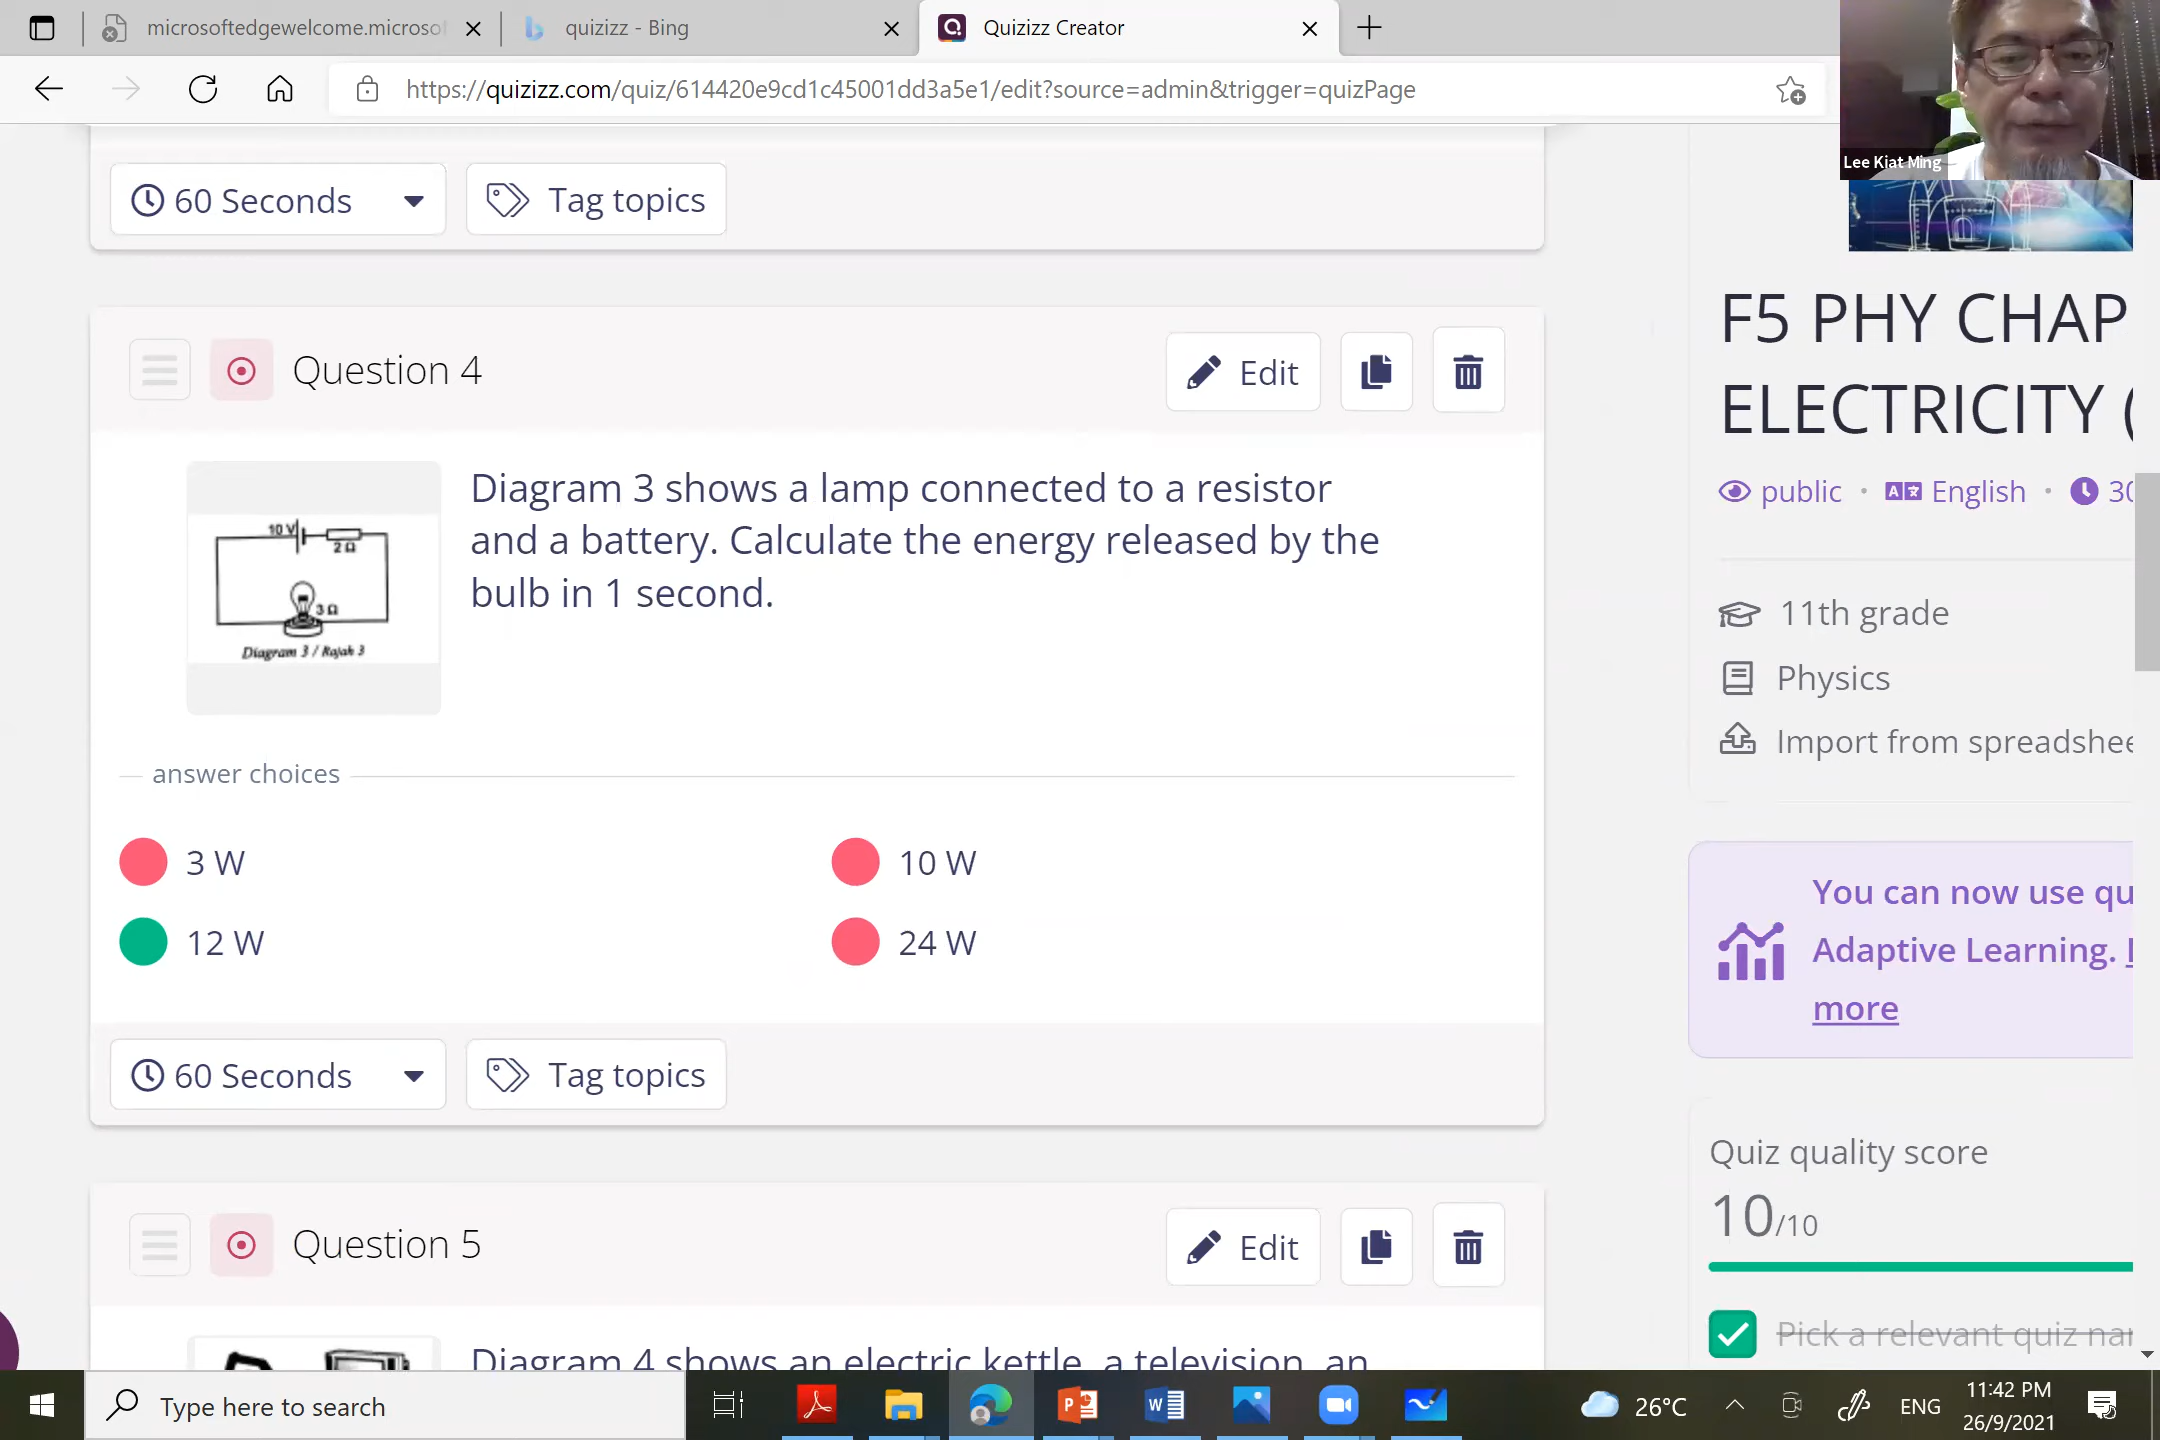 microsoftedgewelcome.microsof
quizizz - Bing
Quizizz Creator
https://quizizz.com/quiz/614420e9cd1c45001dd3a5e1/edit?source=admin&trigger=quizPage
Lee Kiat Ming
60 Seconds
Tag topics
Question 4
Edit
10 V
2 Ω
3 Ω
Diagram 3 / Rajah 3
Diagram 3 shows a lamp connected to a resistor
and a battery. Calculate the energy released by the
bulb in 1 second.
answer choices
3 W
10 W
12 W
24 W
60 Seconds
Tag topics
Question 5
Edit
Diagram 4 shows an electric kettle, a television, an
F5 PHY CHAP
ELECTRICITY (
public • English • 30
11th grade
Physics
Import from spreadshee
You can now use qu
Adaptive Learning.
more
Quiz quality score
10/10
Pick a relevant quiz nam
Type here to search
26°C
ENG
11:42 PM
26/9/2021